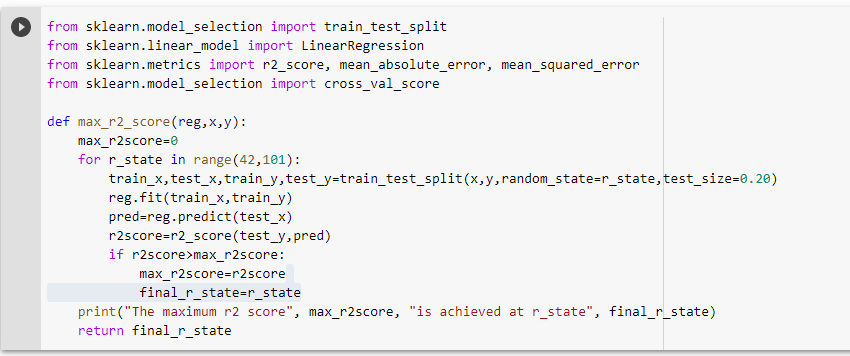 from sklearn.model_selection import train_test_split
from sklearn.linear_model import LinearRegression
from sklearn.metrics import r2_score, mean_absolute_error, mean_squared_error
from sklearn.model_selection import cross_val_score

def max_r2_score(reg,x,y):
    max_r2score=0
    for r_state in range(42,101):
        train_x,test_x,train_y,test_y=train_test_split(x,y,random_state=r_state,test_size=0.20)
        reg.fit(train_x,train_y)
        pred=reg.predict(test_x)
        r2score=r2_score(test_y,pred)
        if r2score>max_r2score:
            max_r2score=r2score
            final_r_state=r_state
    print("The maximum r2 score", max_r2score, "is achieved at r_state", final_r_state)
    return final_r_state